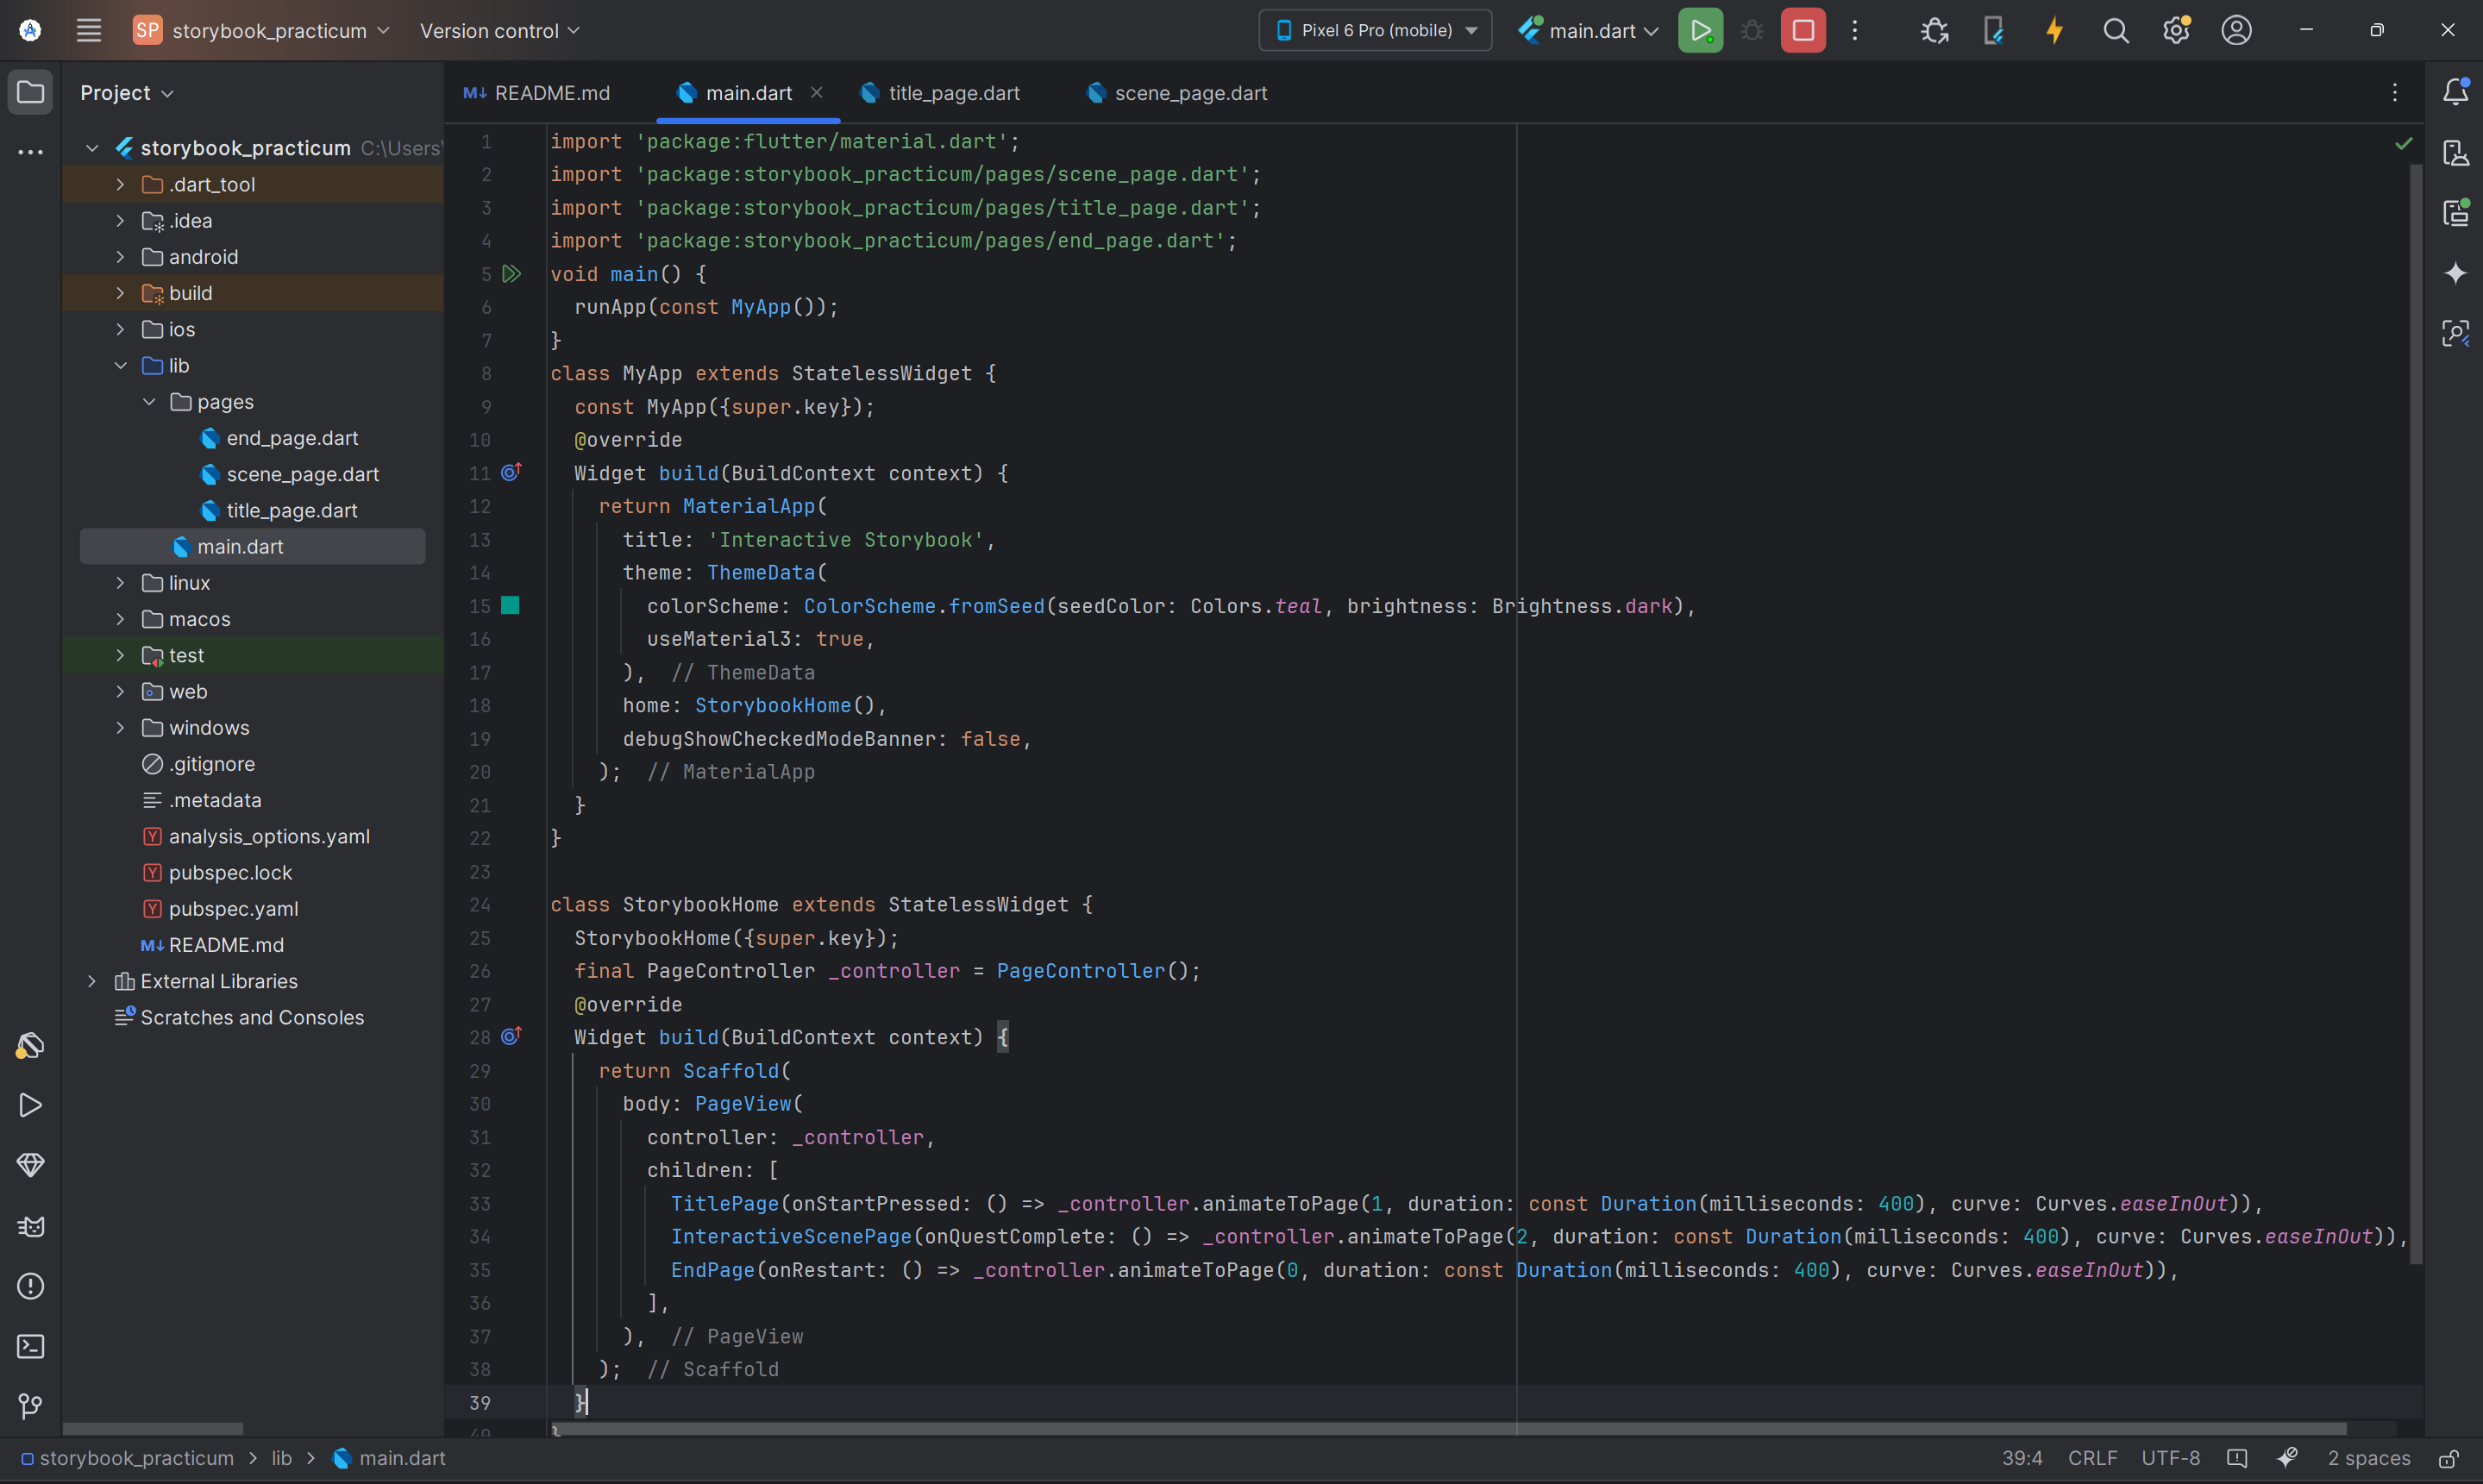 SP storybook_practicum Version control Pixel 6 Pro (mobile) main.dart
Project
storybook_practicum C:\Users\
.dart_tool
.idea
android
build
ios
lib
pages
end_page.dart
scene_page.dart
title_page.dart
main.dart
linux
macos
test
web
windows
.gitignore
.metadata
analysis_options.yaml
pubspec.lock
pubspec.yaml
README.md
External Libraries
Scratches and Consoles
README.md main.dart title_page.dart scene_page.dart
1 import 'package:flutter/material.dart';
2 import 'package:storybook_practicum/pages/scene_page.dart';
3 import 'package:storybook_practicum/pages/title_page.dart';
4 import 'package:storybook_practicum/pages/end_page.dart';
5 void main() {
6   runApp(const MyApp());
7 }
8 class MyApp extends StatelessWidget {
9   const MyApp({super.key});
10   @override
11   Widget build(BuildContext context) {
12     return MaterialApp(
13       title: 'Interactive Storybook',
14       theme: ThemeData(
15         colorScheme: ColorScheme.fromSeed(seedColor: Colors.teal, brightness: Brightness.dark),
16         useMaterial3: true,
17       ),  // ThemeData
18       home: StorybookHome(),
19       debugShowCheckedModeBanner: false,
20     );  // MaterialApp
21   }
22 }
23
24 class StorybookHome extends StatelessWidget {
25   StorybookHome({super.key});
26   final PageController _controller = PageController();
27   @override
28   Widget build(BuildContext context) {
29     return Scaffold(
30       body: PageView(
31         controller: _controller,
32         children: [
33           TitlePage(onStartPressed: () => _controller.animateToPage(1, duration: const Duration(milliseconds: 400), curve: Curves.easeInOut)),
34           InteractiveScenePage(onQuestComplete: () => _controller.animateToPage(2, duration: const Duration(milliseconds: 400), curve: Curves.easeInOut)),
35           EndPage(onRestart: () => _controller.animateToPage(0, duration: const Duration(milliseconds: 400), curve: Curves.easeInOut)),
36         ],
37       ),  // PageView
38     );  // Scaffold
39   }
40 }
storybook_practicum > lib > main.dart 39:4 CRLF UTF-8 2 spaces